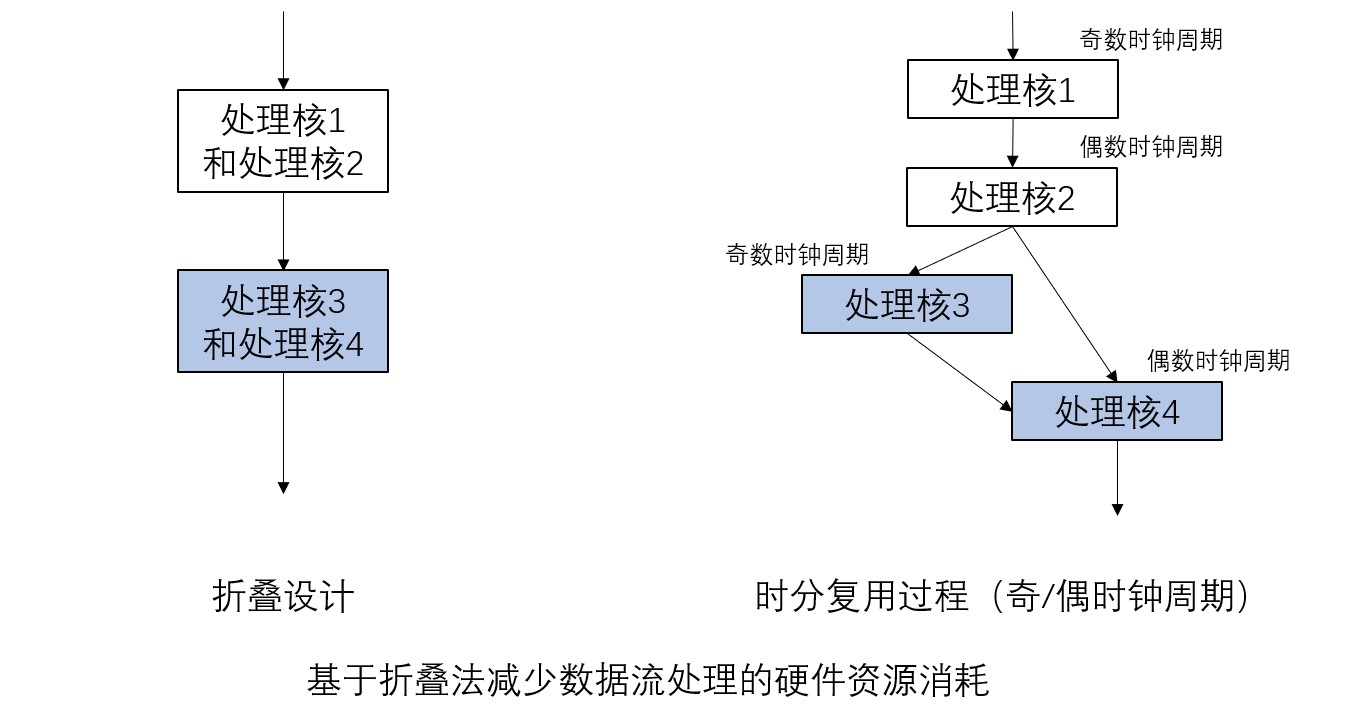 处理核1
和处理核2
处理核3
和处理核4
折叠设计
奇数时钟周期
处理核1
偶数时钟周期
处理核2
奇数时钟周期
处理核3
偶数时钟周期
处理核4
时分复用过程（奇/偶时钟周期）
基于折叠法减少数据流处理的硬件资源消耗